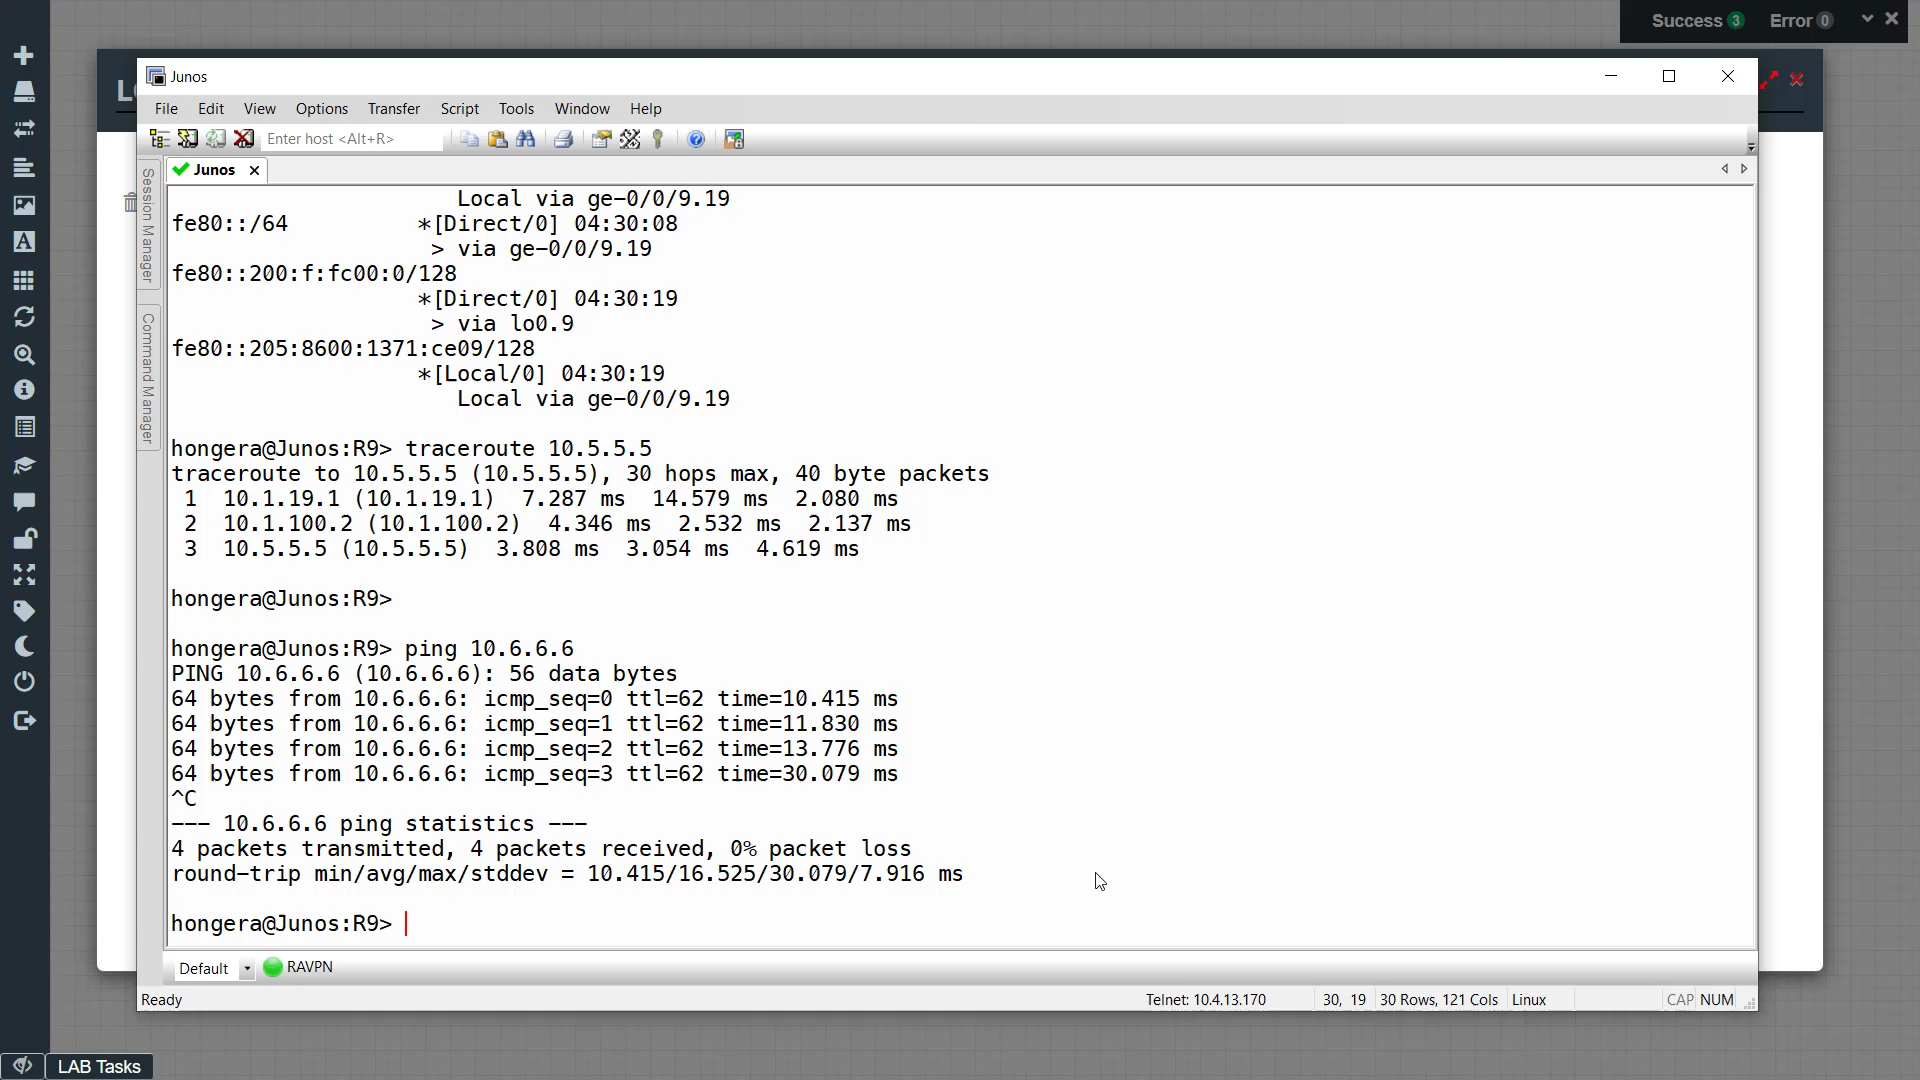 Success 3 Error 0
Junos
File Edit View Options Transfer Script Tools Window Help
Enter host <Alt+R>
Junos
Session Manager
Command Manager
Local via ge-0/0/9.19
fe80::/64 *[Direct/0] 04:30:08
> via ge-0/0/9.19
fe80::200:f:fc00:0/128
*[Direct/0] 04:30:19
> via lo0.9
fe80::205:8600:1371:ce09/128
*[Local/0] 04:30:19
Local via ge-0/0/9.19
hongera@Junos:R9> traceroute 10.5.5.5
traceroute to 10.5.5.5 (10.5.5.5), 30 hops max, 40 byte packets
1 10.1.19.1 (10.1.19.1) 7.287 ms 14.579 ms 2.080 ms
2 10.1.100.2 (10.1.100.2) 4.346 ms 2.532 ms 2.137 ms
3 10.5.5.5 (10.5.5.5) 3.808 ms 3.054 ms 4.619 ms
hongera@Junos:R9>
hongera@Junos:R9> ping 10.6.6.6
PING 10.6.6.6 (10.6.6.6): 56 data bytes
64 bytes from 10.6.6.6: icmp_seq=0 ttl=62 time=10.415 ms
64 bytes from 10.6.6.6: icmp_seq=1 ttl=62 time=11.830 ms
64 bytes from 10.6.6.6: icmp_seq=2 ttl=62 time=13.776 ms
64 bytes from 10.6.6.6: icmp_seq=3 ttl=62 time=30.079 ms
^C
--- 10.6.6.6 ping statistics ---
4 packets transmitted, 4 packets received, 0% packet loss
round-trip min/avg/max/stddev = 10.415/16.525/30.079/7.916 ms
hongera@Junos:R9>
Default RAVPN
Ready Telnet: 10.4.13.170 30, 19 30 Rows, 121 Cols Linux CAP NUM
LAB Tasks